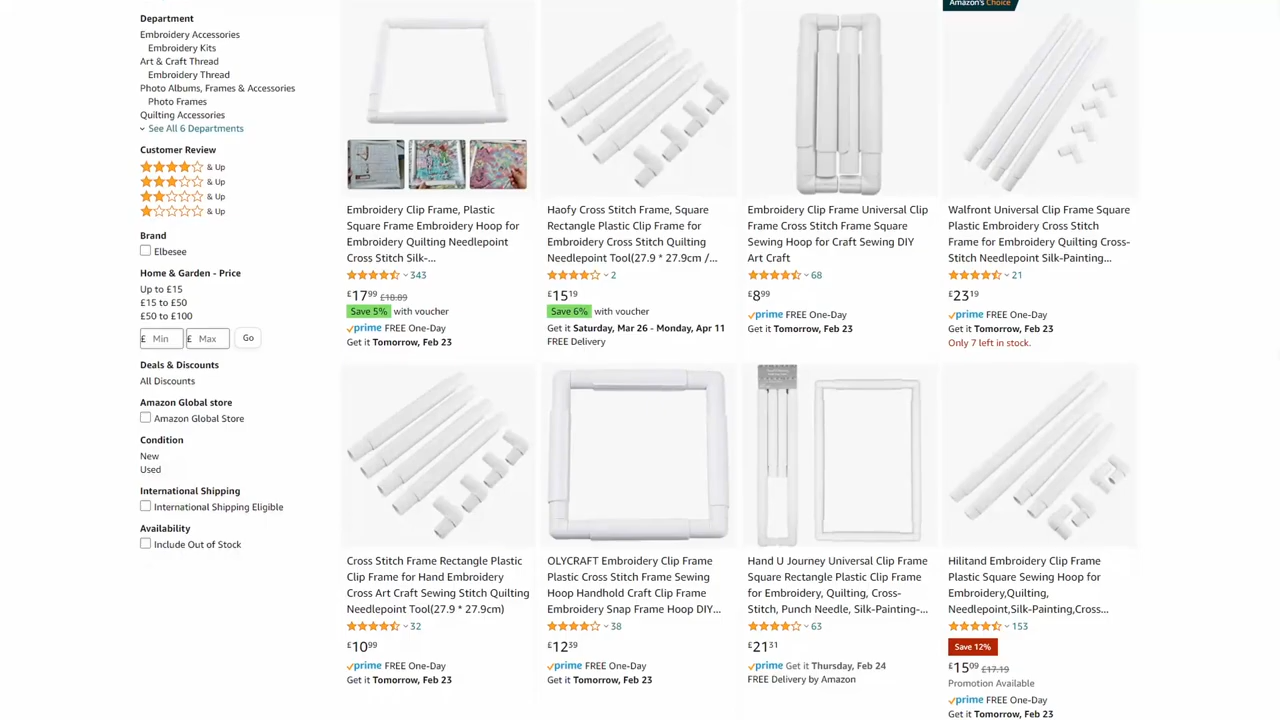 Department
Embroidery Accessories
Embroidery Kits
Art & Craft Thread
Embroidery Thread
Photo Albums, Frames & Accessories
Photo Frames
Quilting Accessories
See All 6 Departments
Customer Review
& Up
& Up
& Up
& Up
Brand
Elbesee
Home & Garden - Price
Up to £15
£15 to £50
£50 to £100
£ Min £ Max Go
Deals & Discounts
All Discounts
Amazon Global store
Amazon Global Store
Condition
New
Used
International Shipping
International Shipping Eligible
Availability
Include Out of Stock
Embroidery Clip Frame, Plastic
Square Frame Embroidery Hoop for
Embroidery Quilting Needlepoint
Cross Stitch Silk-...
343
£1799 £18.89
Save 5% with voucher
prime FREE One-Day
Get it Tomorrow, Feb 23
Haofy Cross Stitch Frame, Square
Rectangle Plastic Clip Frame for
Embroidery Cross Stitch Quilting
Needlepoint Tool(27.9 * 27.9cm /...
2
£1519
Save 6% with voucher
Get it Saturday, Mar 26 - Monday, Apr 11
FREE Delivery
Embroidery Clip Frame Universal Clip
Frame Cross Stitch Frame Square
Sewing Hoop for Craft Sewing DIY
Art Craft
68
£899
prime FREE One-Day
Get it Tomorrow, Feb 23
Amazon's Choice
Walfront Universal Clip Frame Square
Plastic Embroidery Cross Stitch
Frame for Embroidery Quilting Cross-
Stitch Needlepoint Silk-Painting...
21
£2319
prime FREE One-Day
Get it Tomorrow, Feb 23
Only 7 left in stock.
Cross Stitch Frame Rectangle Plastic
Clip Frame for Hand Embroidery
Cross Art Craft Sewing Stitch Quilting
Needlepoint Tool(27.9 * 27.9cm)
32
£1099
prime FREE One-Day
Get it Tomorrow, Feb 23
OLYCRAFT Embroidery Clip Frame
Plastic Cross Stitch Frame Sewing
Hoop Handhold Craft Clip Frame
Embroidery Snap Frame Hoop DIY...
38
£1239
prime FREE One-Day
Get it Tomorrow, Feb 23
Hand U Journey Universal Clip Frame
Square Rectangle Plastic Clip Frame
for Embroidery, Quilting, Cross-
Stitch, Punch Needle, Silk-Painting-...
63
£2131
prime Get it Thursday, Feb 24
FREE Delivery by Amazon
Hilitand Embroidery Clip Frame
Plastic Square Sewing Hoop for
Embroidery,Quilting,
Needlepoint,Silk-Painting,Cross...
153
Save 12%
£1509 £17.19
Promotion Available
prime FREE One-Day
Get it Tomorrow, Feb 23